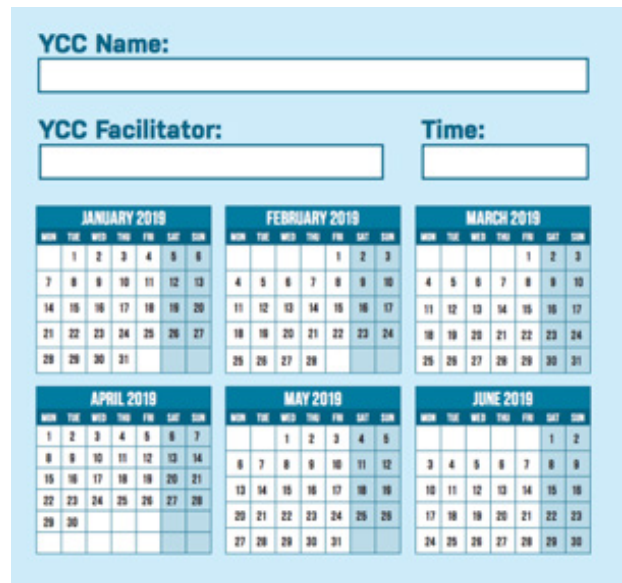 YCC Name:
YCC Facilitator:
Time:
JANUARY 2019
MON TUE WED THU FRI SAT SUN
1 2 3 4 5 6
7 8 9 10 11 12 13
14 15 16 17 18 19 20
21 22 23 24 25 26 27
28 29 30 31
FEBRUARY 2019
MON TUE WED THU FRI SAT SUN
1 2 3
4 5 6 7 8 9 10
11 12 13 14 15 16 17
18 19 20 21 22 23 24
25 26 27 28
MARCH 2019
MON TUE WED THU FRI SAT SUN
1 2 3
4 5 6 7 8 9 10
11 12 13 14 15 16 17
18 19 20 21 22 23 24
25 26 27 28 29 30 31
APRIL 2019
MON TUE WED THU FRI SAT SUN
1 2 3 4 5 6 7
8 9 10 11 12 13 14
15 16 17 18 19 20 21
22 23 24 25 26 27 28
29 30
MAY 2019
MON TUE WED THU FRI SAT SUN
1 2 3 4 5
6 7 8 9 10 11 12
13 14 15 16 17 18 19
20 21 22 23 24 25 26
27 28 29 30 31
JUNE 2019
MON TUE WED THU FRI SAT SUN
1 2
3 4 5 6 7 8 9
10 11 12 13 14 15 16
17 18 19 20 21 22 23
24 25 26 27 28 29 30